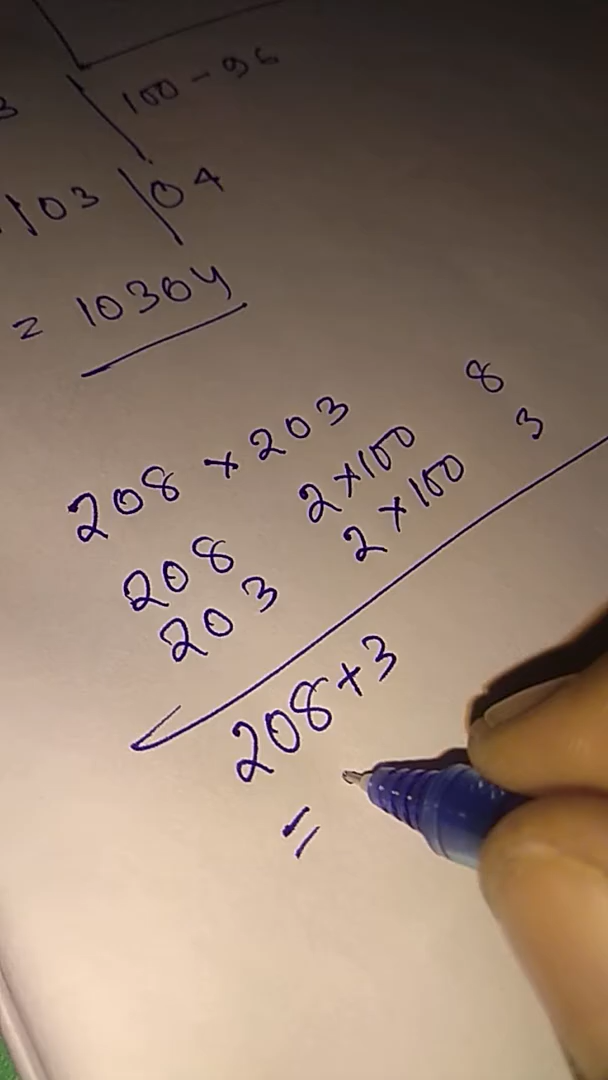 100 - 96
103 | 04
= 10304
208 × 203
208 2×100 8
203 2×100 3
208+3
=